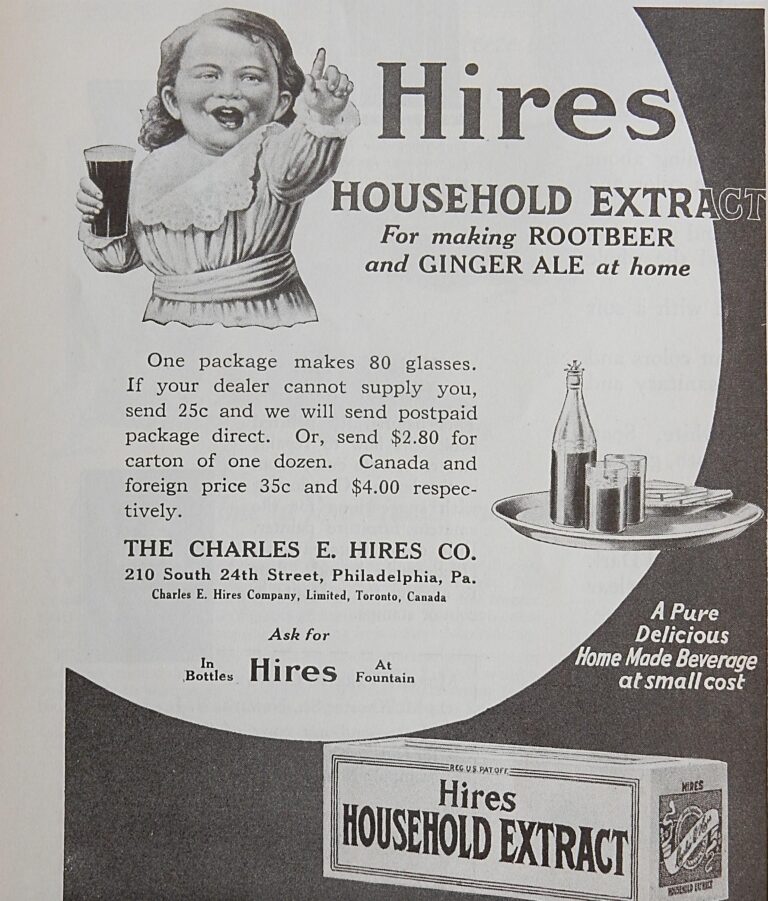 Hires
HOUSEHOLD EXTRACT
For making ROOTBEER
and GINGER ALE at home
One package makes 80 glasses.
If your dealer cannot supply you,
send 25c and we will send postpaid
package direct. Or, send $2.80 for
carton of one dozen. Canada and
foreign price 35c and $4.00 respec-
tively.
THE CHARLES E. HIRES CO.
210 South 24th Street, Philadelphia, Pa.
Charles E. Hires Company, Limited, Toronto, Canada
Ask for
In Bottles Hires At Fountain
A Pure
Delicious
Home Made Beverage
at small cost
REG U.S. PAT OFF.
Hires
HOUSEHOLD EXTRACT
HIRES
HOUSEHOLD EXTRACT